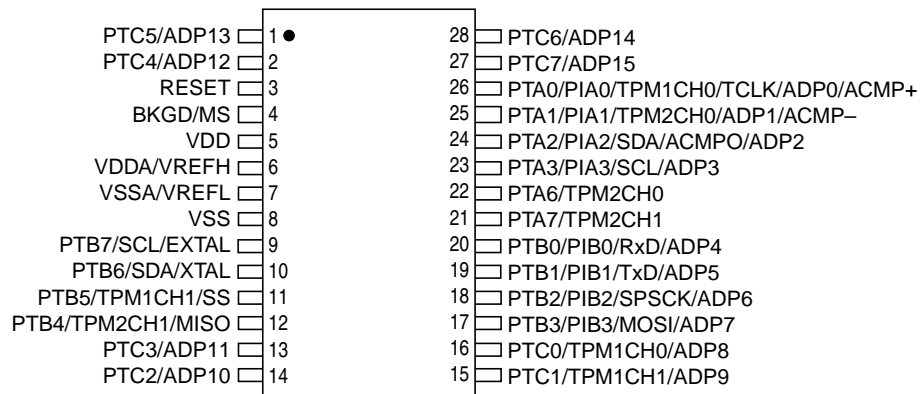 PTC5/ADP13 1 28 PTC6/ADP14
PTC4/ADP12 2 27 PTC7/ADP15
RESET 3 26 PTA0/PIA0/TPM1CH0/TCLK/ADP0/ACMP+
BKGD/MS 4 25 PTA1/PIA1/TPM2CH0/ADP1/ACMP–
VDD 5 24 PTA2/PIA2/SDA/ACMPO/ADP2
VDDA/VREFH 6 23 PTA3/PIA3/SCL/ADP3
VSSA/VREFL 7 22 PTA6/TPM2CH0
VSS 8 21 PTA7/TPM2CH1
PTB7/SCL/EXTAL 9 20 PTB0/PIB0/RxD/ADP4
PTB6/SDA/XTAL 10 19 PTB1/PIB1/TxD/ADP5
PTB5/TPM1CH1/SS 11 18 PTB2/PIB2/SPSCK/ADP6
PTB4/TPM2CH1/MISO 12 17 PTB3/PIB3/MOSI/ADP7
PTC3/ADP11 13 16 PTC0/TPM1CH0/ADP8
PTC2/ADP10 14 15 PTC1/TPM1CH1/ADP9